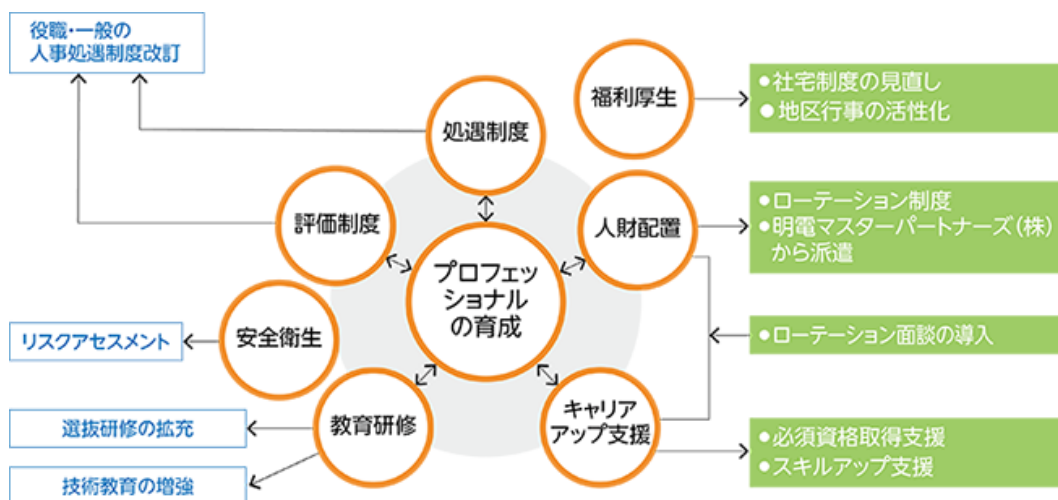 役職・一般の
人事処遇制度改訂
処遇制度
福利厚生
●社宅制度の見直し
●地区行事の活性化
評価制度
人財配置
●ローテーション制度
●明電マスターパートナーズ(株)
から派遣
プロフェッ
ショナル
の育成
安全衛生
リスクアセスメント
●ローテーション面談の導入
教育研修
キャリア
アップ支援
選抜研修の拡充
技術教育の増強
●必須資格取得支援
●スキルアップ支援